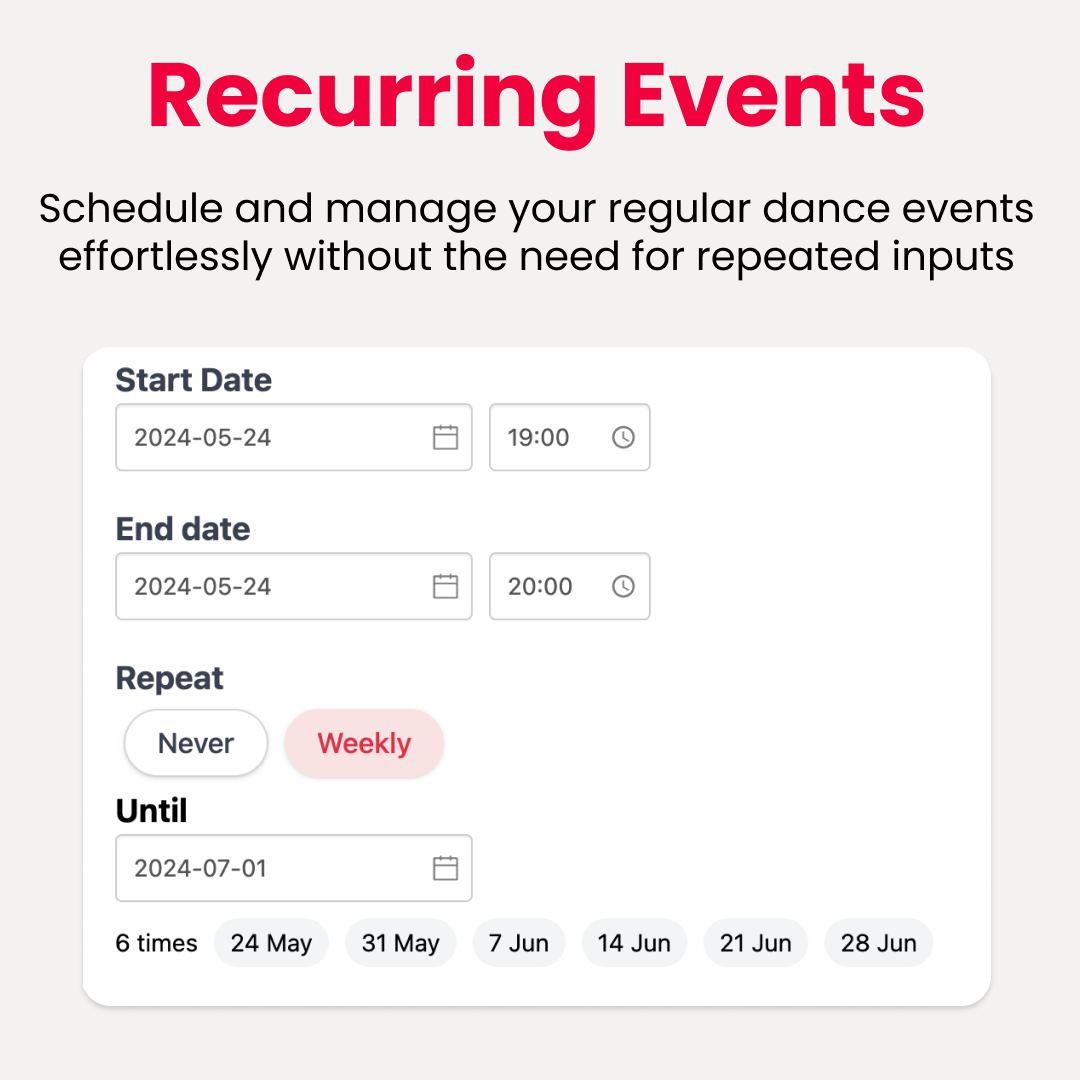 Recurring Events
Schedule and manage your regular dance events
effortlessly without the need for repeated inputs
Start Date
2024-05-24 19:00
End date
2024-05-24 20:00
Repeat
Never Weekly
Until
2024-07-01
6 times 24 May 31 May 7 Jun 14 Jun 21 Jun 28 Jun